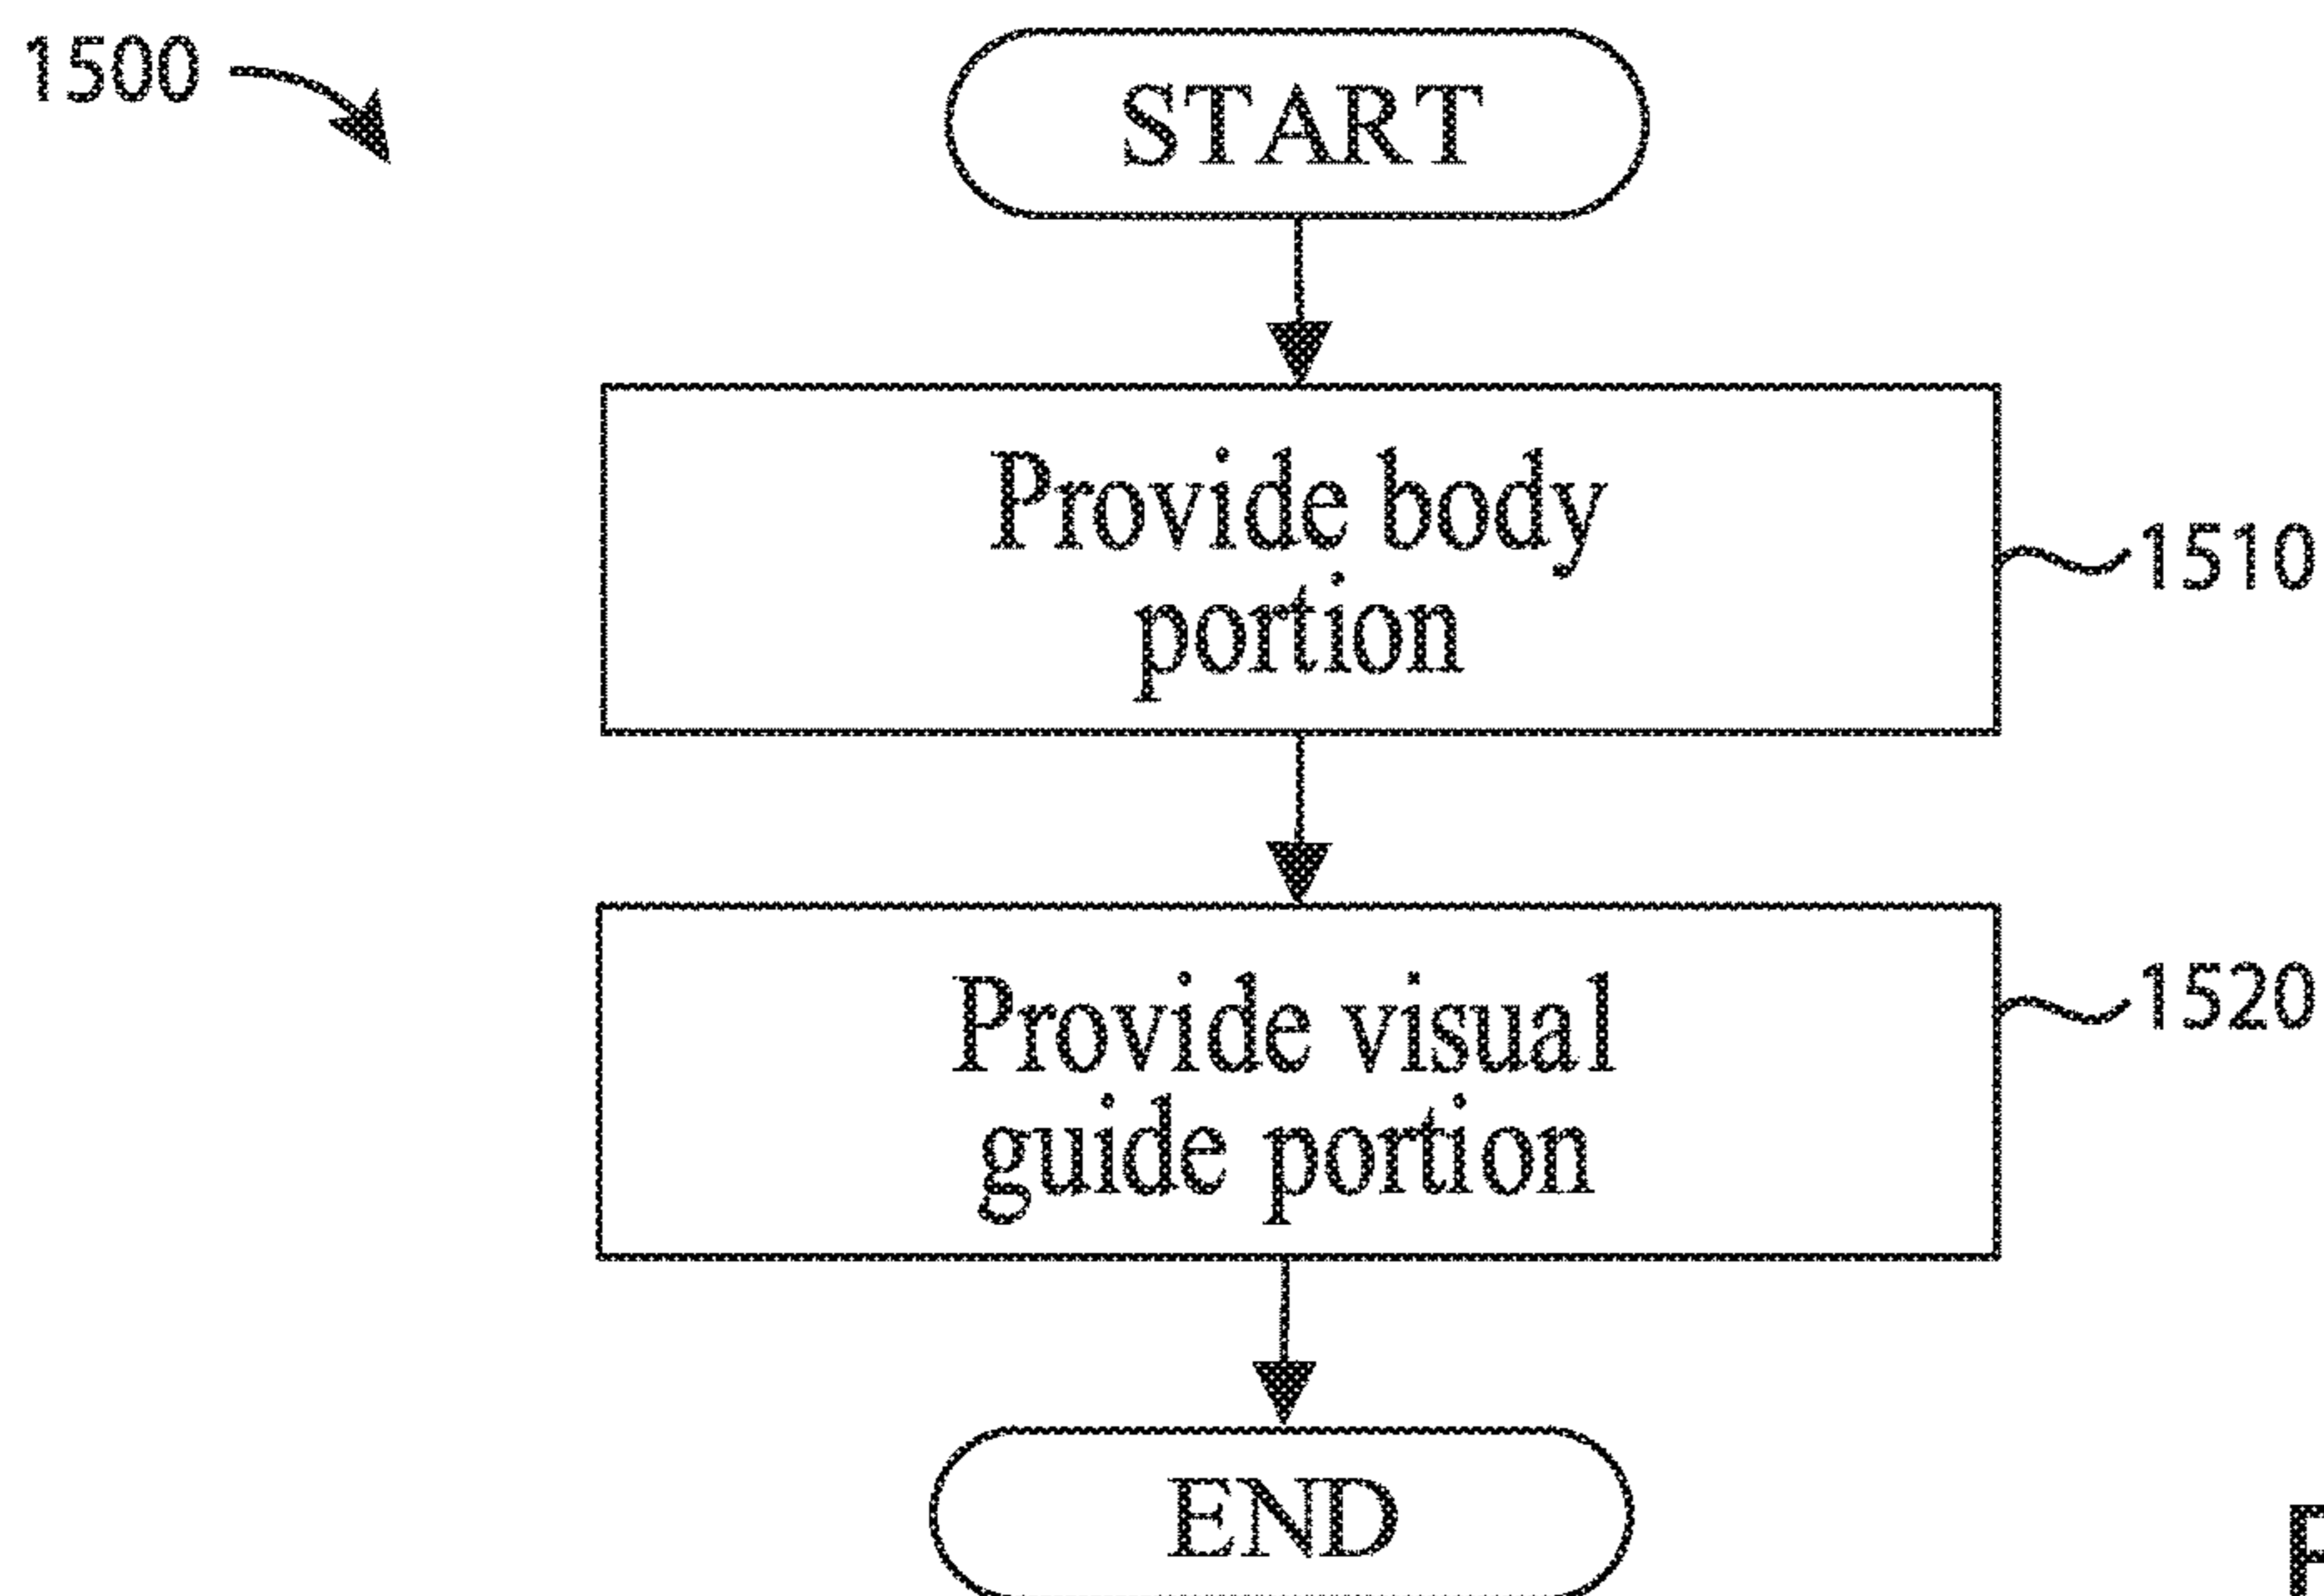 1500
START
Provide body
portion
1510
Provide visual
guide portion
1520
END